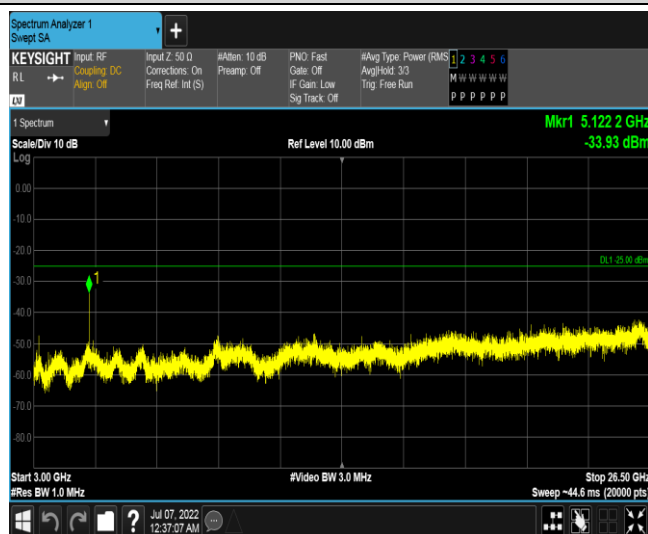 Spectrum Analyzer 1
Swept SA
KEYSIGHT
RL
LXI
Input: RF
Coupling: DC
Align: Off
Input Z: 50 Ω
Corrections: On
Freq Ref: Int (S)
#Atten: 10 dB
Preamp: Off
PNO: Fast
Gate: Off
IF Gain: Low
Sig Track: Off
#Avg Type: Power (RMS
Avg|Hold: 3/3
Trig: Free Run
1 2 3 4 5 6
M W W W W W
P P P P P P
1 Spectrum
Mkr1 5.122 2 GHz
Scale/Div 10 dB
Ref Level 10.00 dBm
-33.93 dBm
Log
0.00
-10.0
-20.0
DL1 -25.00 dBm
1
-30.0
-40.0
-50.0
-60.0
-70.0
-80.0
Start 3.00 GHz
#Video BW 3.0 MHz
Stop 26.50 GHz
#Res BW 1.0 MHz
Sweep ~44.6 ms (20000 pts)
?
Jul 07, 2022
12:37:07 AM